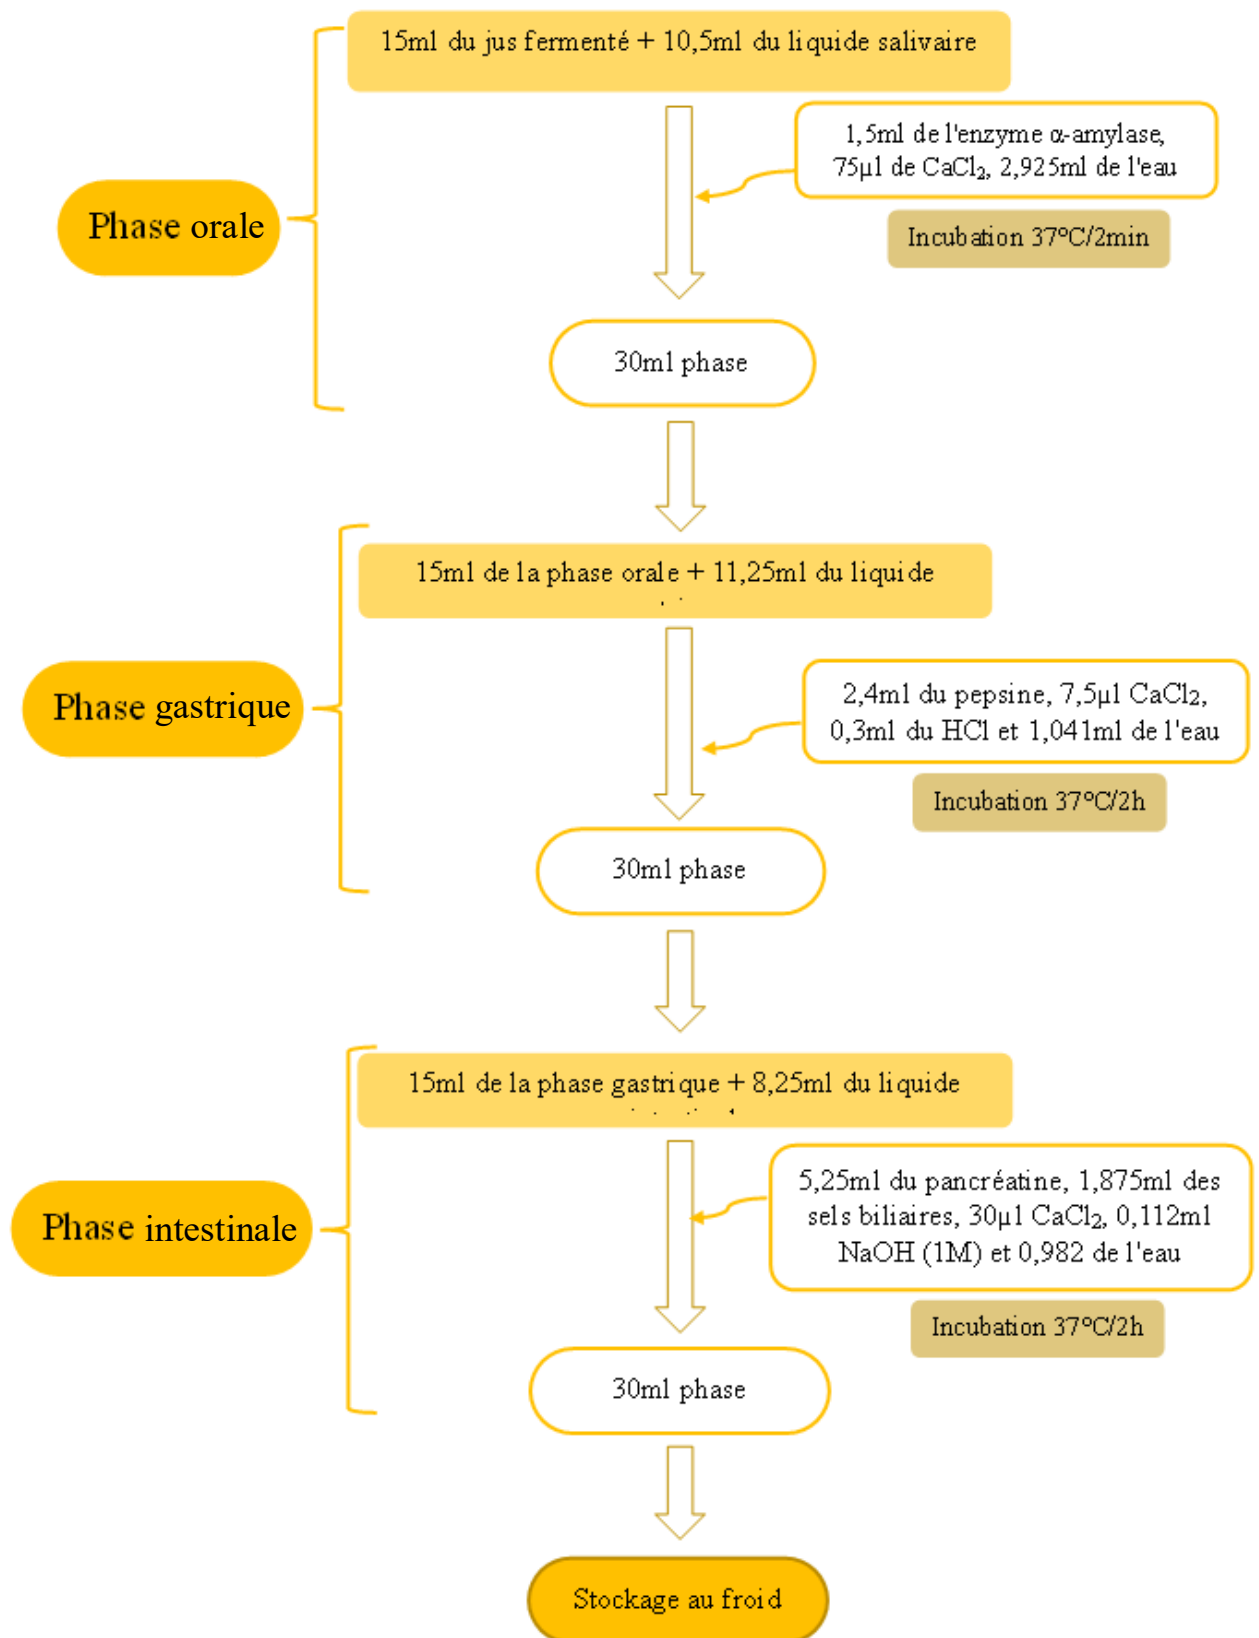 15ml du jus fermenté + 10,5ml du liquide salivaire
1,5ml de l'enzyme α-amylase,
75µl de CaCl₂, 2,925ml de l'eau
Phase orale
Incubation 37°C/2min
30ml phase
15ml de la phase orale + 11,25ml du liquide
2,4ml du pepsine, 7,5µl CaCl₂,
0,3ml du HCl et 1,041ml de l'eau
Phase gastrique
Incubation 37°C/2h
30ml phase
15ml de la phase gastrique + 8,25ml du liquide
5,25ml du pancréatine, 1,875ml des
sels biliaires, 30µl CaCl₂, 0,112ml
NaOH (1M) et 0,982 de l'eau
Phase intestinale
Incubation 37°C/2h
30ml phase
Stockage au froid